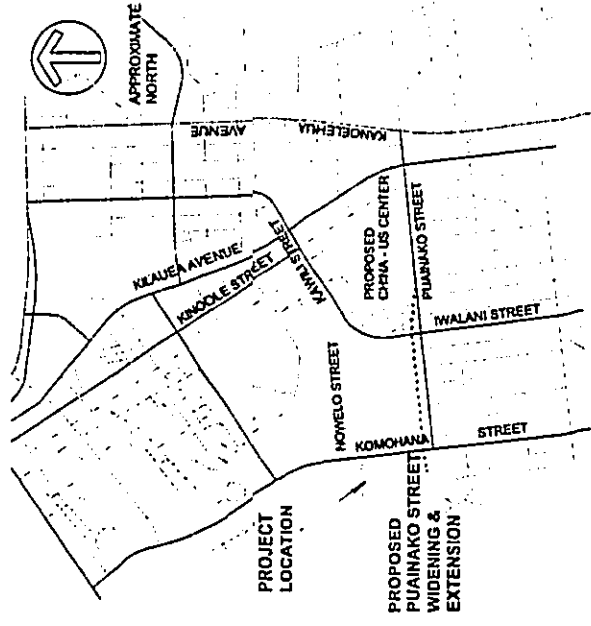 APPROXIMATE
NORTH
AVENUE
KANOELEHUA
KILAUEA AVENUE
KINOOLE STREET
KAWILI STREET
PROPOSED
CHINA - US CENTER
PUAINAKO STREET
IWALANI STREET
NOWELO STREET
KOMOHANA
STREET
PROJECT
LOCATION
PROPOSED
PUAINAKO STREET
WIDENING &
EXTENSION